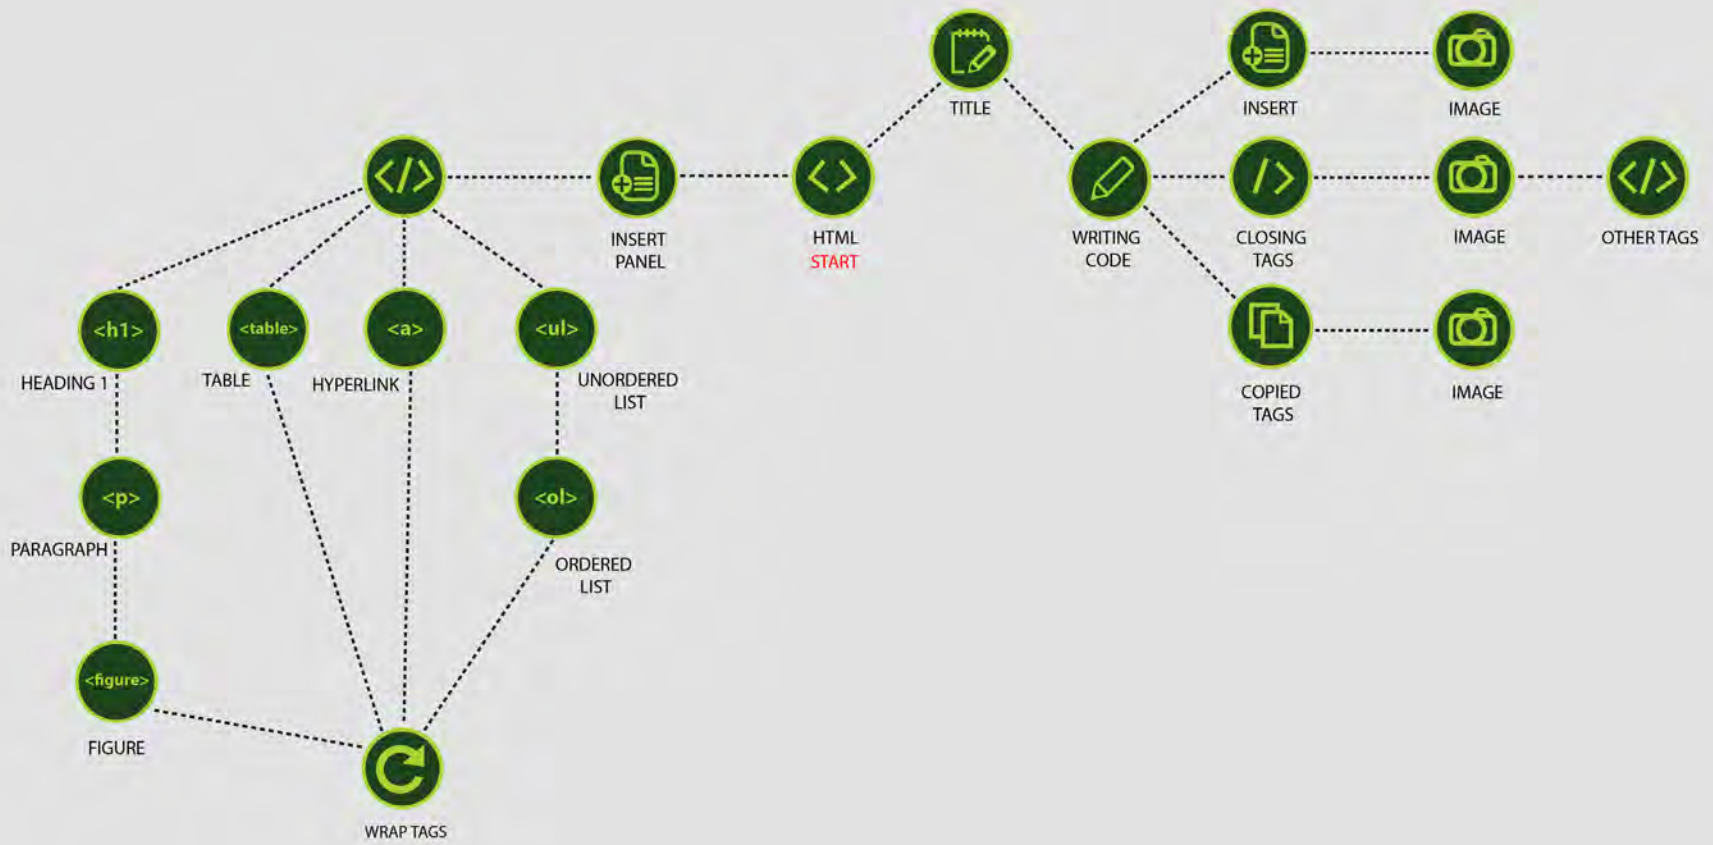 TITLE
INSERT
IMAGE
</>
<>
/>
</>
INSERT
PANEL
HTML
START
WRITING
CODE
CLOSING
TAGS
IMAGE
OTHER TAGS
<h1>
<table>
<a>
<ul>
HEADING 1
TABLE
HYPERLINK
UNORDERED
LIST
COPIED
TAGS
IMAGE
<p>
<ol>
PARAGRAPH
ORDERED
LIST
<figure>
FIGURE
WRAP TAGS